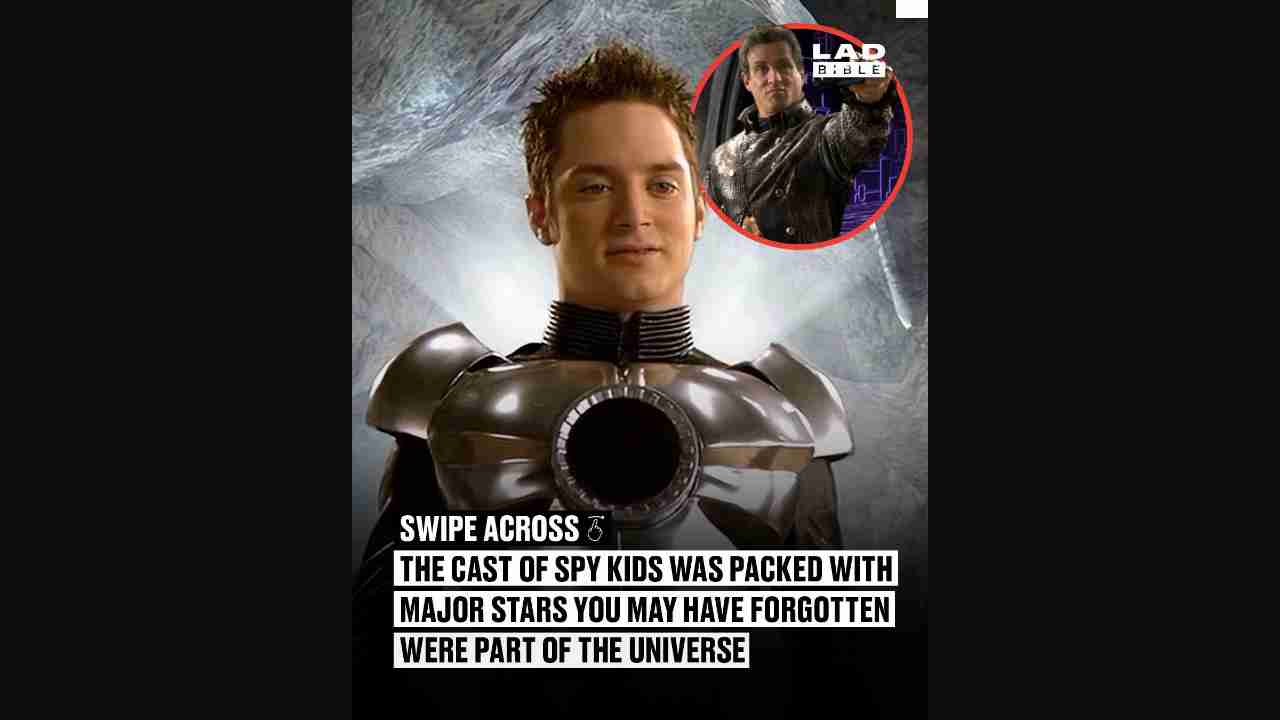 LAD
BIBLE
SWIPE ACROSS
THE CAST OF SPY KIDS WAS PACKED WITH
MAJOR STARS YOU MAY HAVE FORGOTTEN
WERE PART OF THE UNIVERSE